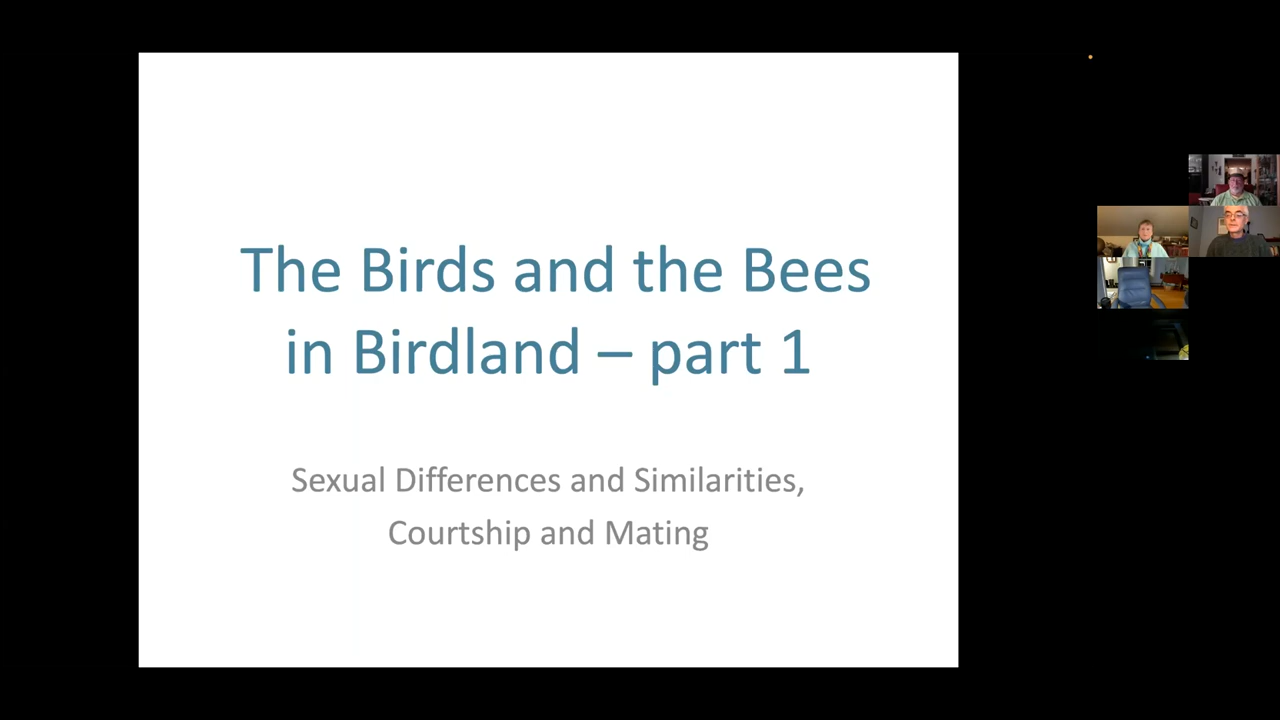 The Birds and the Bees
in Birdland – part 1
Sexual Differences and Similarities,
Courtship and Mating